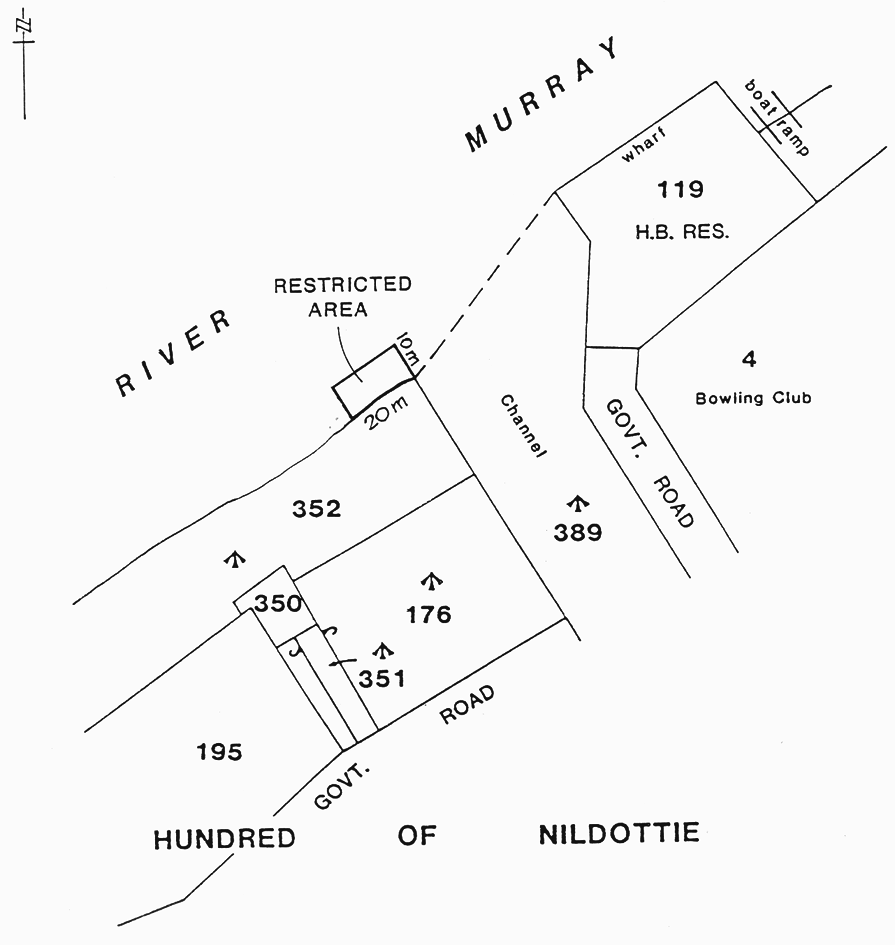 N
MURRAY
boat ramp
wharf
119
H.B. RES.
RESTRICTED
AREA
RIVER
10m
20m
4
Bowling Club
Channel
GOVT. ROAD
352
389
350
176
351
195
GOVT. ROAD
HUNDRED OF NILDOTTIE